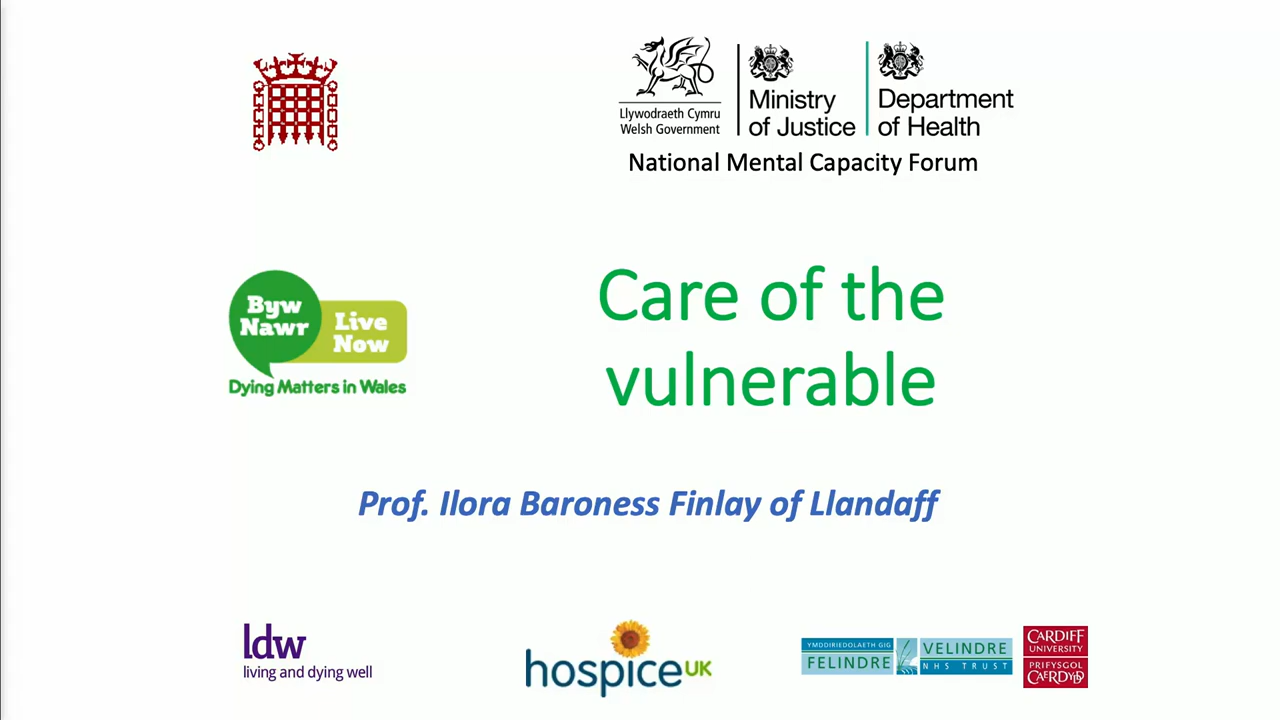 Llywodraeth Cymru
Welsh Government
Ministry
of Justice
Department
of Health
National Mental Capacity Forum
Byw
Nawr
Live
Now
Dying Matters in Wales
Care of the
vulnerable
Prof. Ilora Baroness Finlay of Llandaff
ldw
living and dying well
hospice UK
YMDDIRIEDOLAETH GIG
FELINDRE
VELINDRE
NHS TRUST
CARDIFF
UNIVERSITY
PRIFYSGOL
CAERDYDD